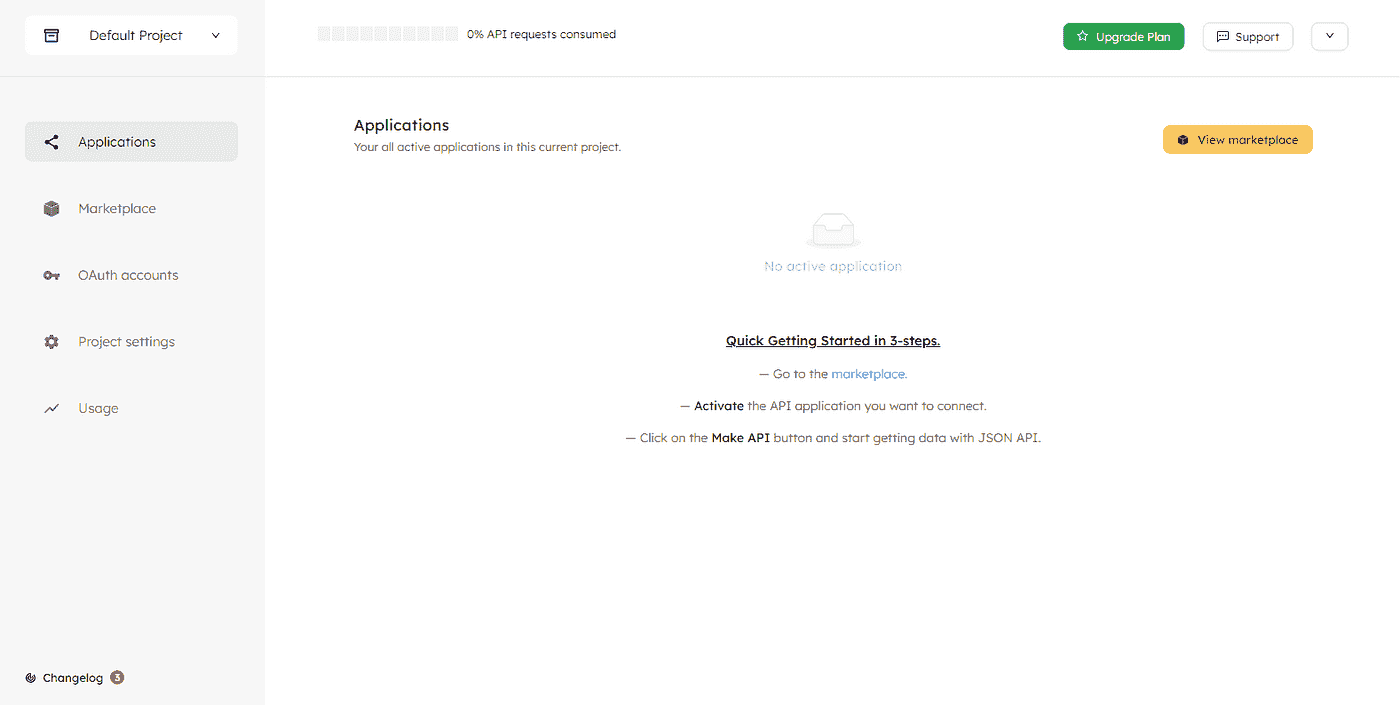 Default Project
0% API requests consumed
Upgrade Plan
Support
Applications
Marketplace
OAuth accounts
Project settings
Usage
Changelog 3
Applications
Your all active applications in this current project.
View marketplace
No active application
Quick Getting Started in 3-steps.
— Go to the marketplace.
— Activate the API application you want to connect.
— Click on the Make API button and start getting data with JSON API.